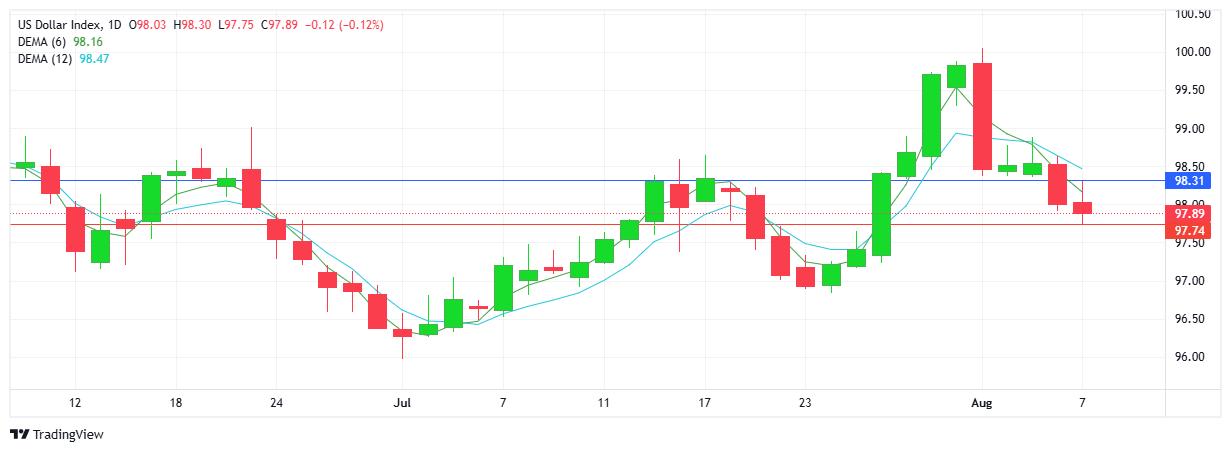 US Dollar Index, 1D O98.03 H98.30 L97.75 C97.89 −0.12 (−0.12%)
DEMA (6) 98.16
DEMA (12) 98.47
100.50
100.00
99.50
99.00
98.50
98.31
98.00
97.89
97.74
97.50
97.00
96.50
96.00
12 18 24 Jul 7 11 17 23 Aug 7
TradingView